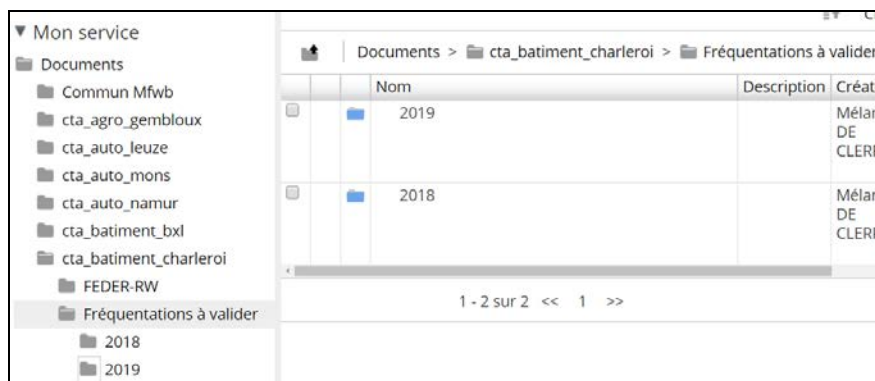 Mon service
Documents
Commun Mfwb
cta_agro_gembloux
cta_auto_leuze
cta_auto_mons
cta_auto_namur
cta_batiment_bxl
cta_batiment_charleroi
FEDER-RW
Fréquentations à valider
2018
2019
Documents > cta_batiment_charleroi > Fréquentations à valider
Nom Description Créat
2019 Mélan
DE
CLER
2018 Mélan
DE
CLER
1 - 2 sur 2 << 1 >>